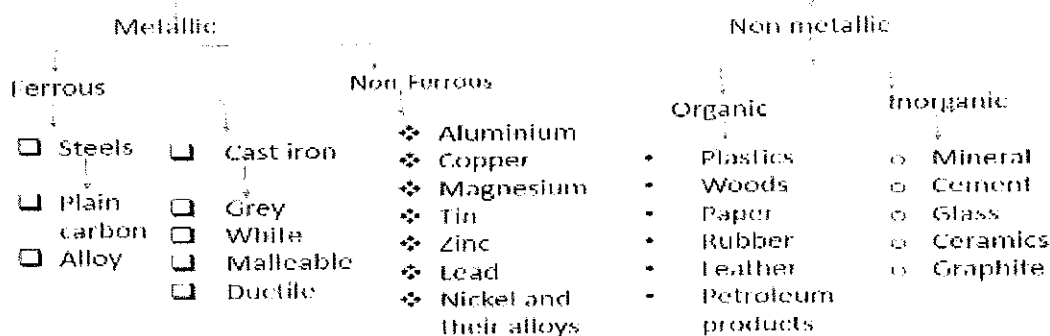 Metallic
Non metallic
Ferrous
Non Ferrous
Organic
Inorganic
❑ Steels
❑ Plain
carbon
❑ Alloy
❑ Cast iron
❑ Grey
❑ White
❑ Malleable
❑ Ductile
❖ Aluminium
❖ Copper
❖ Magnesium
❖ Tin
❖ Zinc
❖ Lead
❖ Nickel and
their alloys
• Plastics
• Woods
• Paper
• Rubber
• Leather
• Petroleum
products
○ Mineral
○ Cement
○ Glass
○ Ceramics
○ Graphite